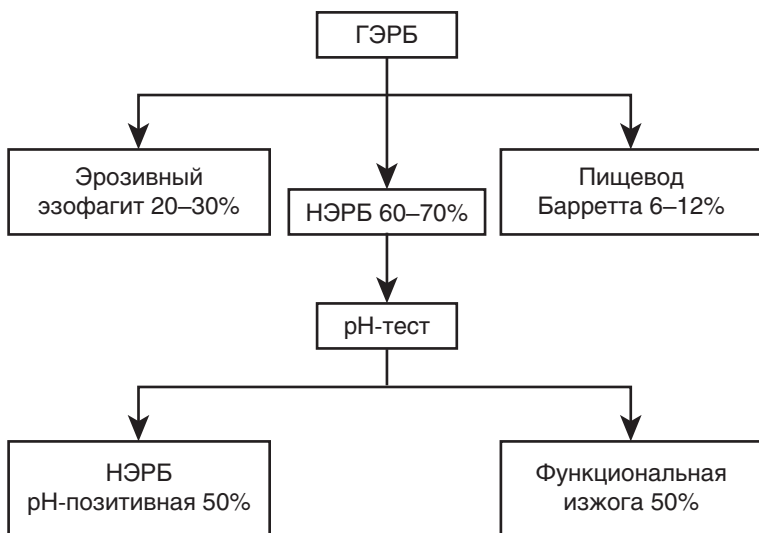 ГЭРБ
Эрозивный
эзофагит 20–30%
НЭРБ 60–70%
Пищевод
Барретта 6–12%
pH-тест
НЭРБ
pH-позитивная 50%
Функциональная
изжога 50%